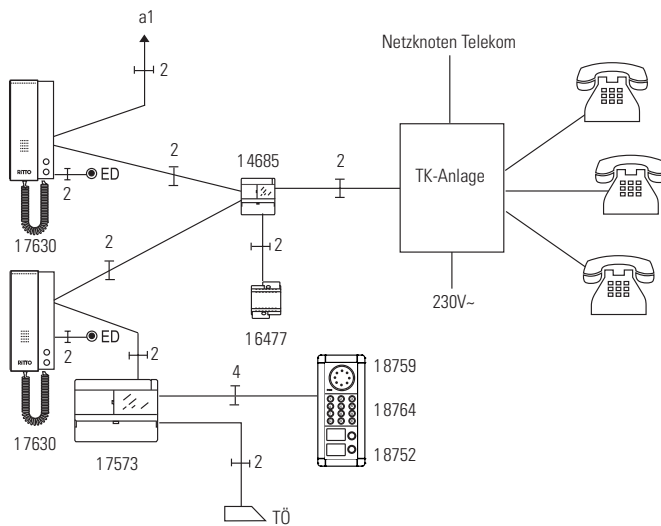 a1
2
Netzknoten Telekom
2
14685
2
TK-Anlage
RITTO
2
ED
17630
2
2
230V~
16477
2
ED
RITTO
2
4
18759
18764
18752
17630
17573
2
TÖ